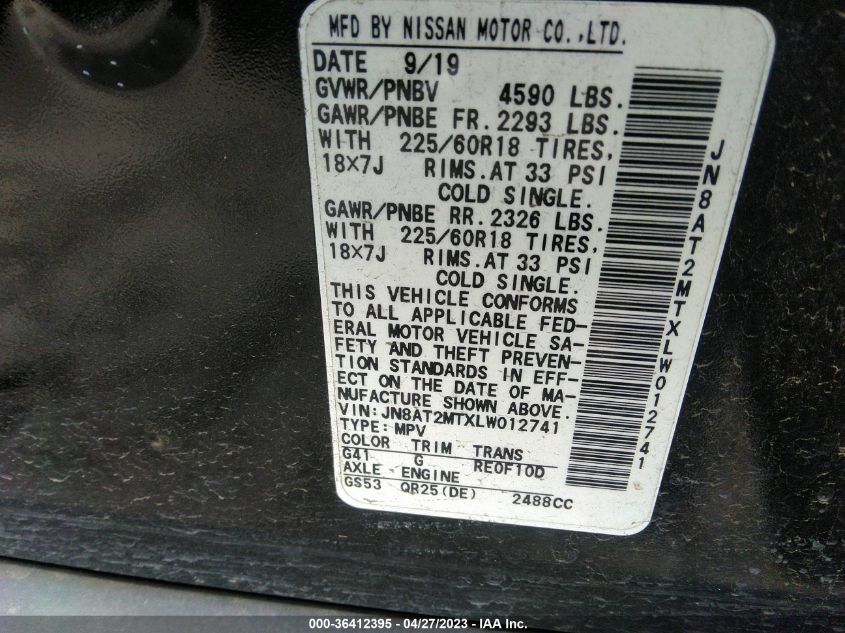 MFD BY NISSAN MOTOR CO.,LTD.
DATE 9/19
GVWR/PNBV 4590 LBS.
GAWR/PNBE FR.2293 LBS.
WITH 225/60R18 TIRES,
18X7J RIMS.AT 33 PSI
COLD SINGLE.
GAWR/PNBE RR.2326 LBS.
WITH 225/60R18 TIRES,
18X7J RIMS.AT 33 PSI
COLD SINGLE.
THIS VEHICLE CONFORMS
TO ALL APPLICABLE FED-
ERAL MOTOR VEHICLE SA-
FETY AND THEFT PREVEN-
TION STANDARDS IN EFF-
ECT ON THE DATE OF MA-
NUFACTURE SHOWN ABOVE.
VIN:JN8AT2MTXLW012741
TYPE:MPV
COLOR TRIM TRANS
G41 G RE0F10D
AXLE ENGINE
GS53 QR25(DE) 2488CC
JN8AT2MTXLW012741
000-36412395 - 04/27/2023 - IAA Inc.